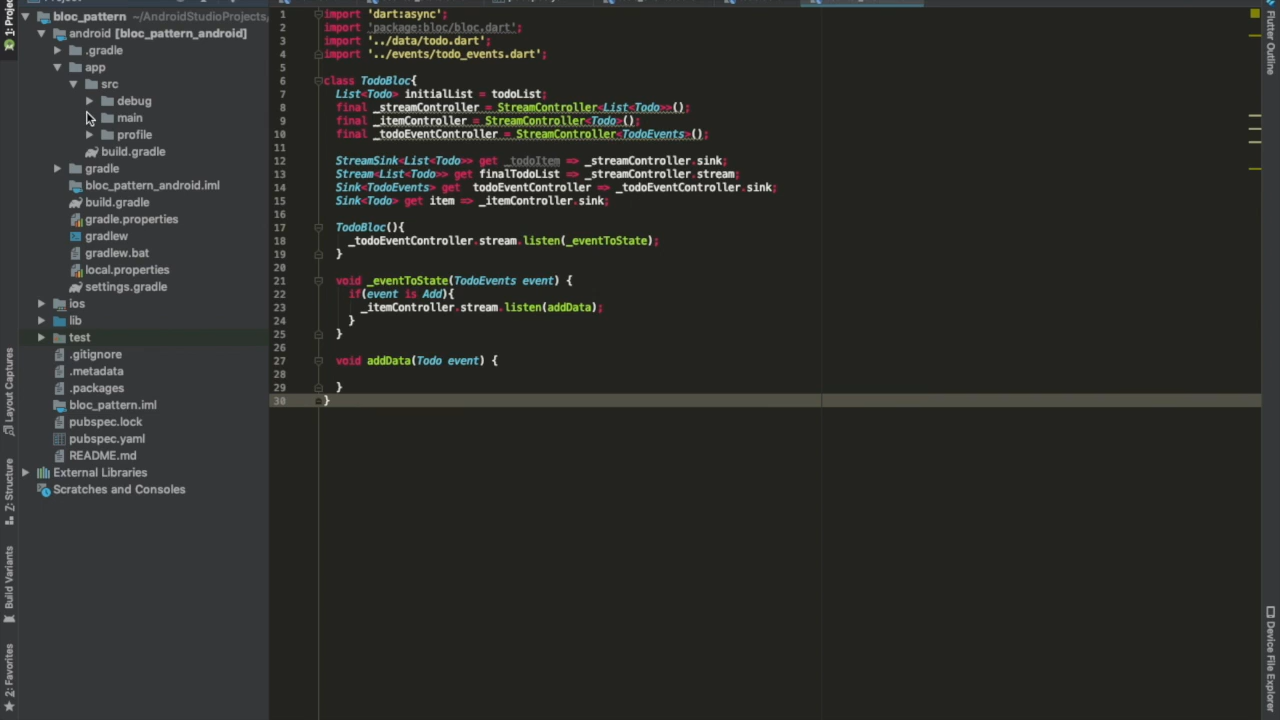 bloc_pattern ~/AndroidStudioProjects/
android [bloc_pattern_android]
.gradle
app
src
debug
main
profile
build.gradle
gradle
bloc_pattern_android.iml
build.gradle
gradle.properties
gradlew
gradlew.bat
local.properties
settings.gradle
ios
lib
test
.gitignore
.metadata
.packages
bloc_pattern.iml
pubspec.lock
pubspec.yaml
README.md
External Libraries
Scratches and Consoles
Layout Captures
Z: Structure
Build Variants
2: Favorites
1 import 'dart:async';
2 import 'package:bloc/bloc.dart';
3 import '../data/todo.dart';
4 import '../events/todo_events.dart';
5
6 class TodoBloc{
7 List<Todo> initialList = todoList;
8 final _streamController = StreamController<List<Todo>>();
9 final _itemController = StreamController<Todo>();
10 final _todoEventController = StreamController<TodoEvents>();
11
12 StreamSink<List<Todo>> get _todoItem => _streamController.sink;
13 Stream<List<Todo>> get finalTodoList => _streamController.stream;
14 Sink<TodoEvents> get todoEventController => _todoEventController.sink;
15 Sink<Todo> get item => _itemController.sink;
16
17 TodoBloc(){
18 _todoEventController.stream.listen(_eventToState);
19 }
20
21 void _eventToState(TodoEvents event) {
22 if(event is Add){
23 _itemController.stream.listen(addData);
24 }
25 }
26
27 void addData(Todo event) {
28
29 }
30 }
Flutter Outline
Device File Explorer